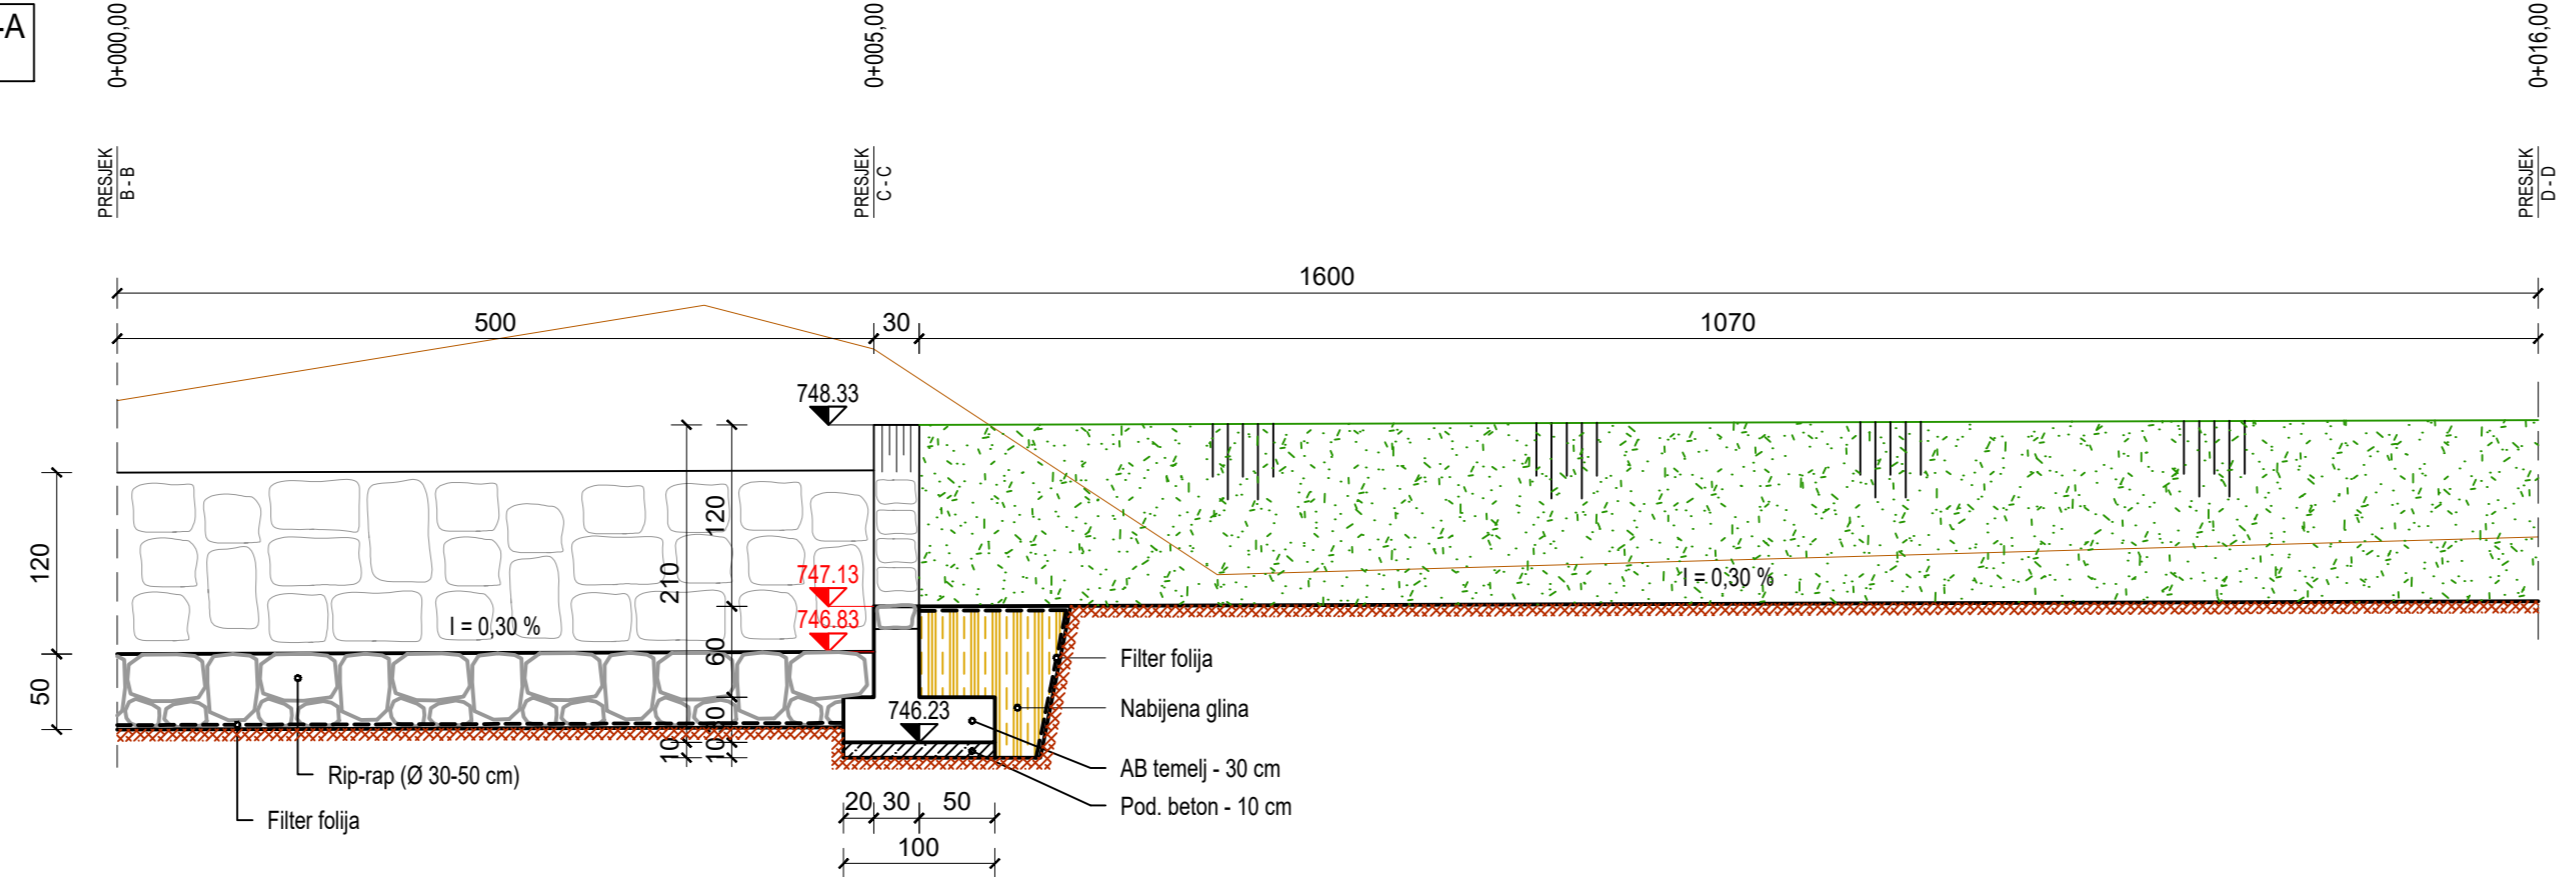 -A
0+000,00
0+005,00
0+016,00
PRESJEK
B - B
PRESJEK
C - C
PRESJEK
D - D
1600
500
30
1070
748.33
120
120
210
747.13
746.83
I = 0,30 %
I = 0,30 %
60
50
746.23
30
10
10
Filter folija
Nabijena glina
AB temelj - 30 cm
Pod. beton - 10 cm
Rip-rap (Ø 30-50 cm)
Filter folija
20
30
50
100